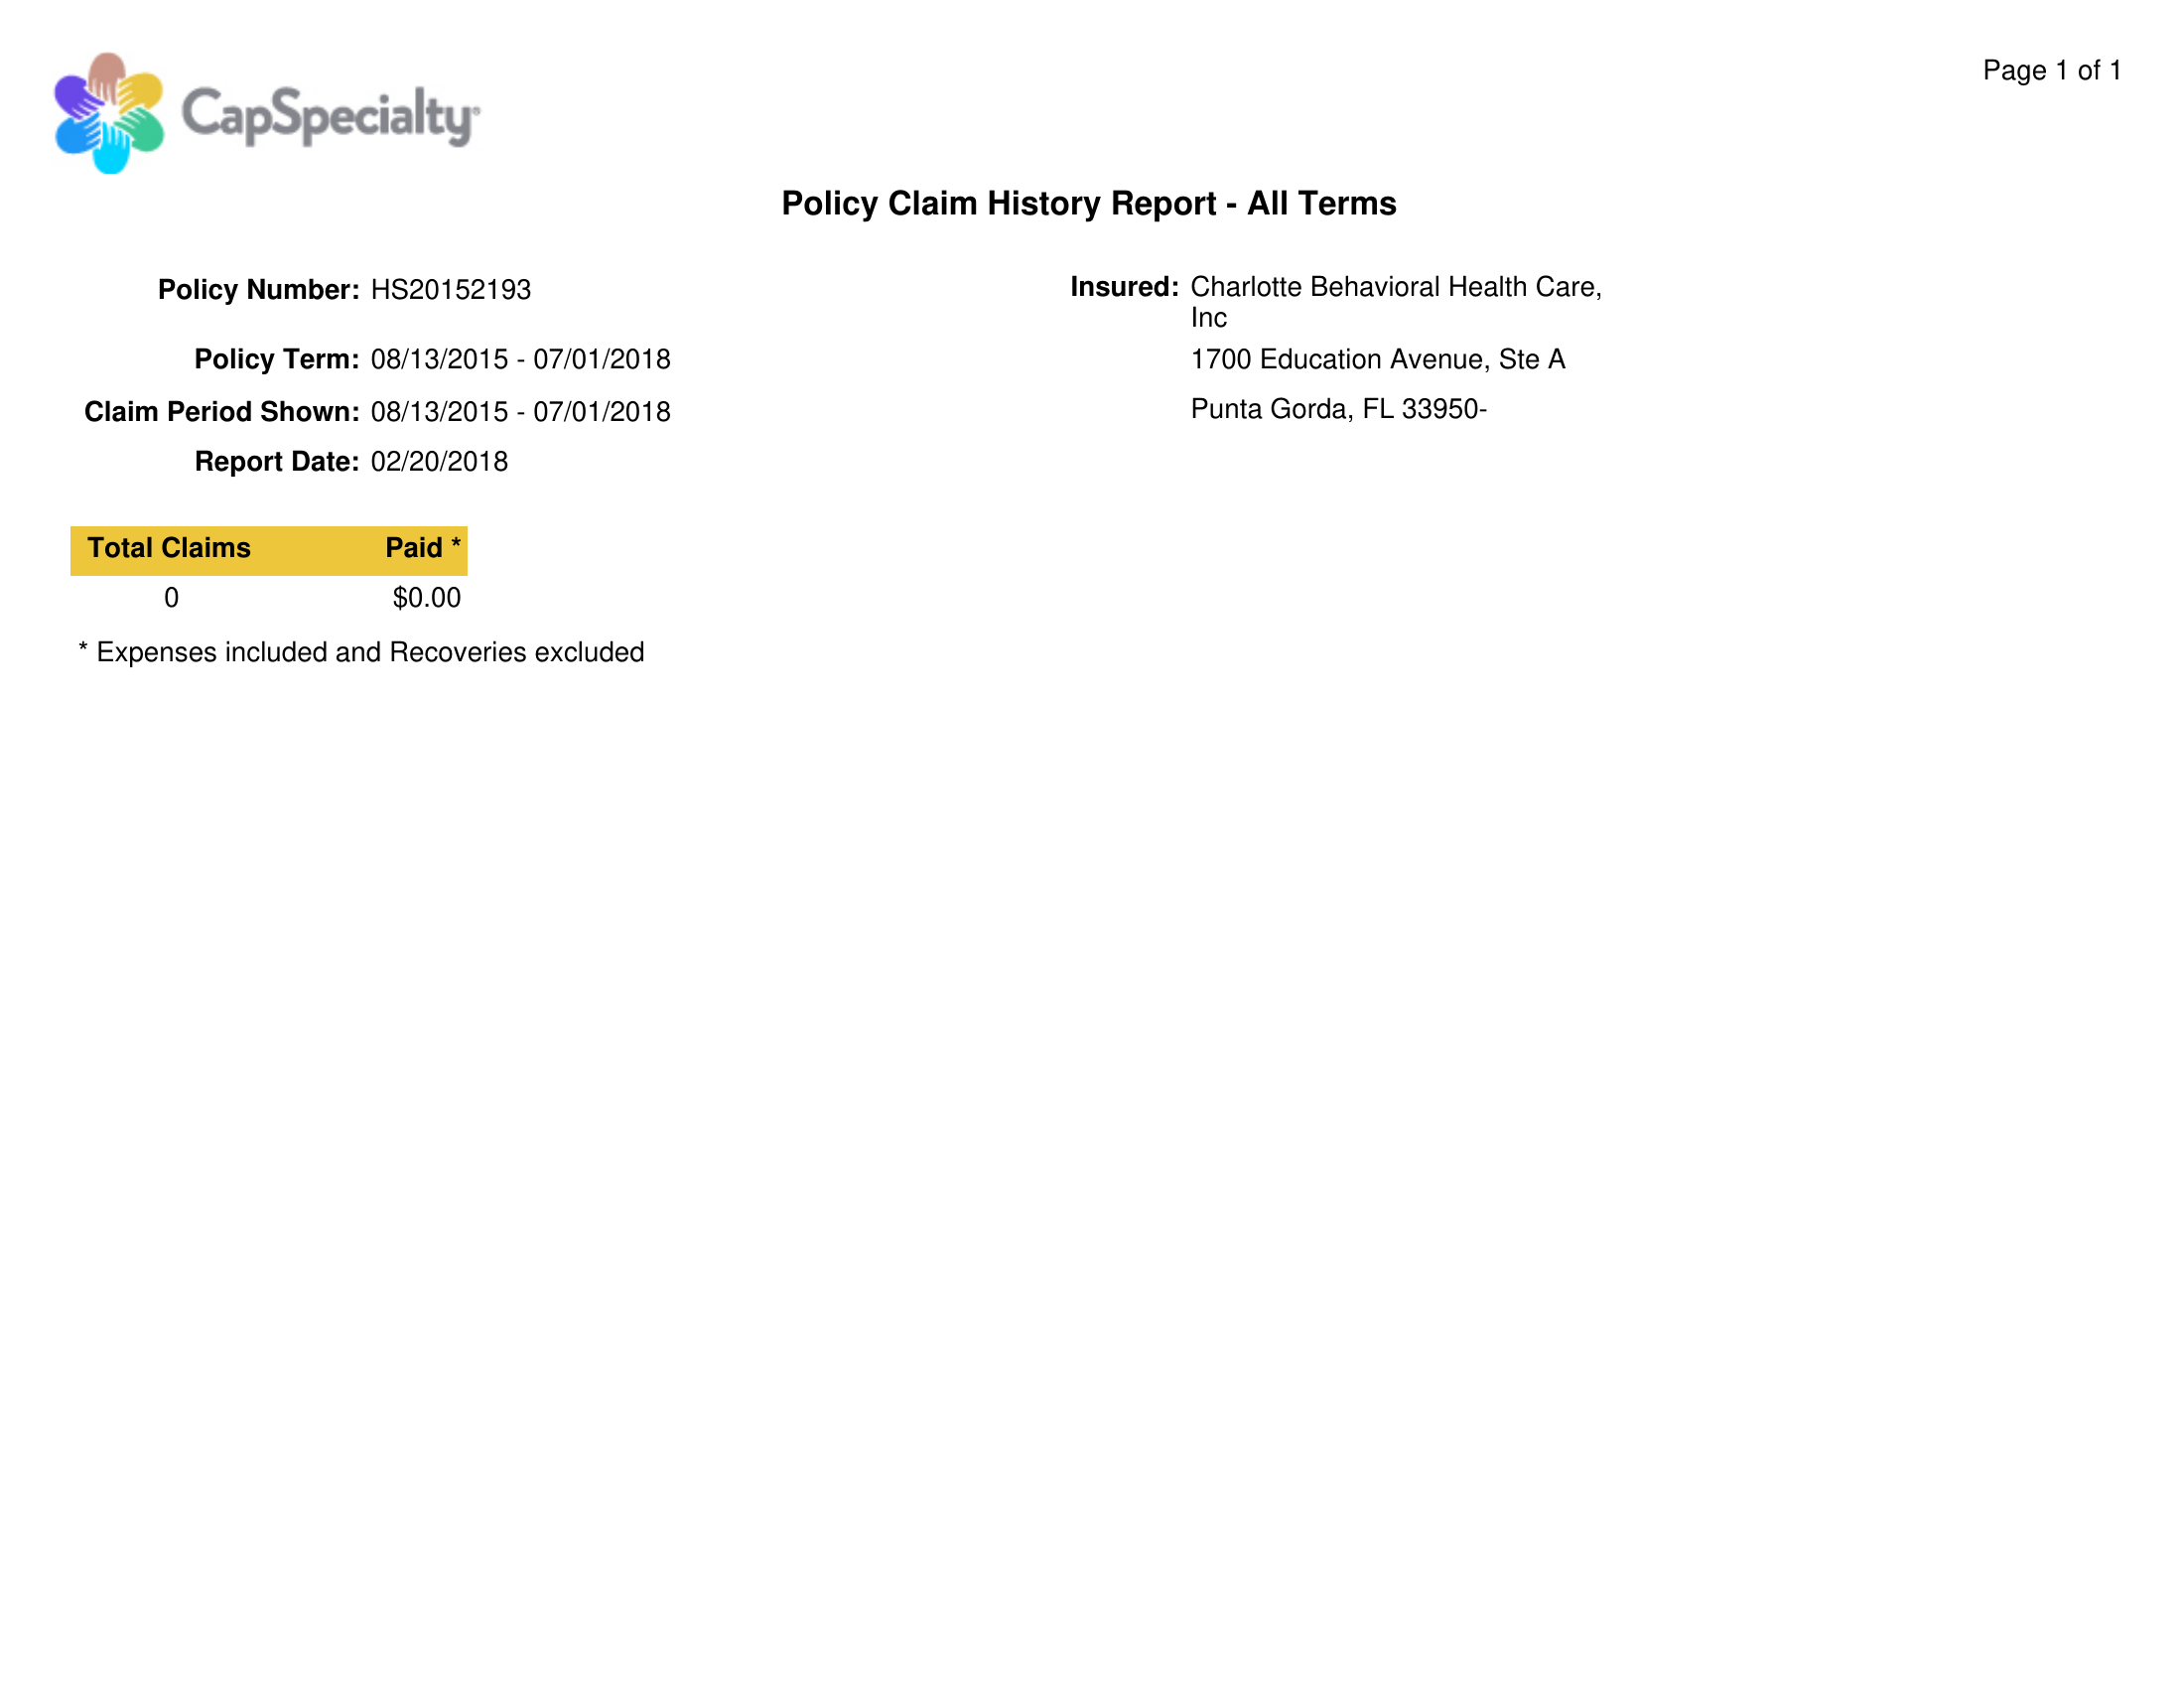 CapSpecialty®
Page 1 of 1
Policy Claim History Report - All Terms
Policy Number: HS20152193
Insured: Charlotte Behavioral Health Care,
Inc
Policy Term: 08/13/2015 - 07/01/2018
1700 Education Avenue, Ste A
Claim Period Shown: 08/13/2015 - 07/01/2018
Punta Gorda, FL 33950-
Report Date: 02/20/2018
Total Claims Paid *
0 $0.00
* Expenses included and Recoveries excluded